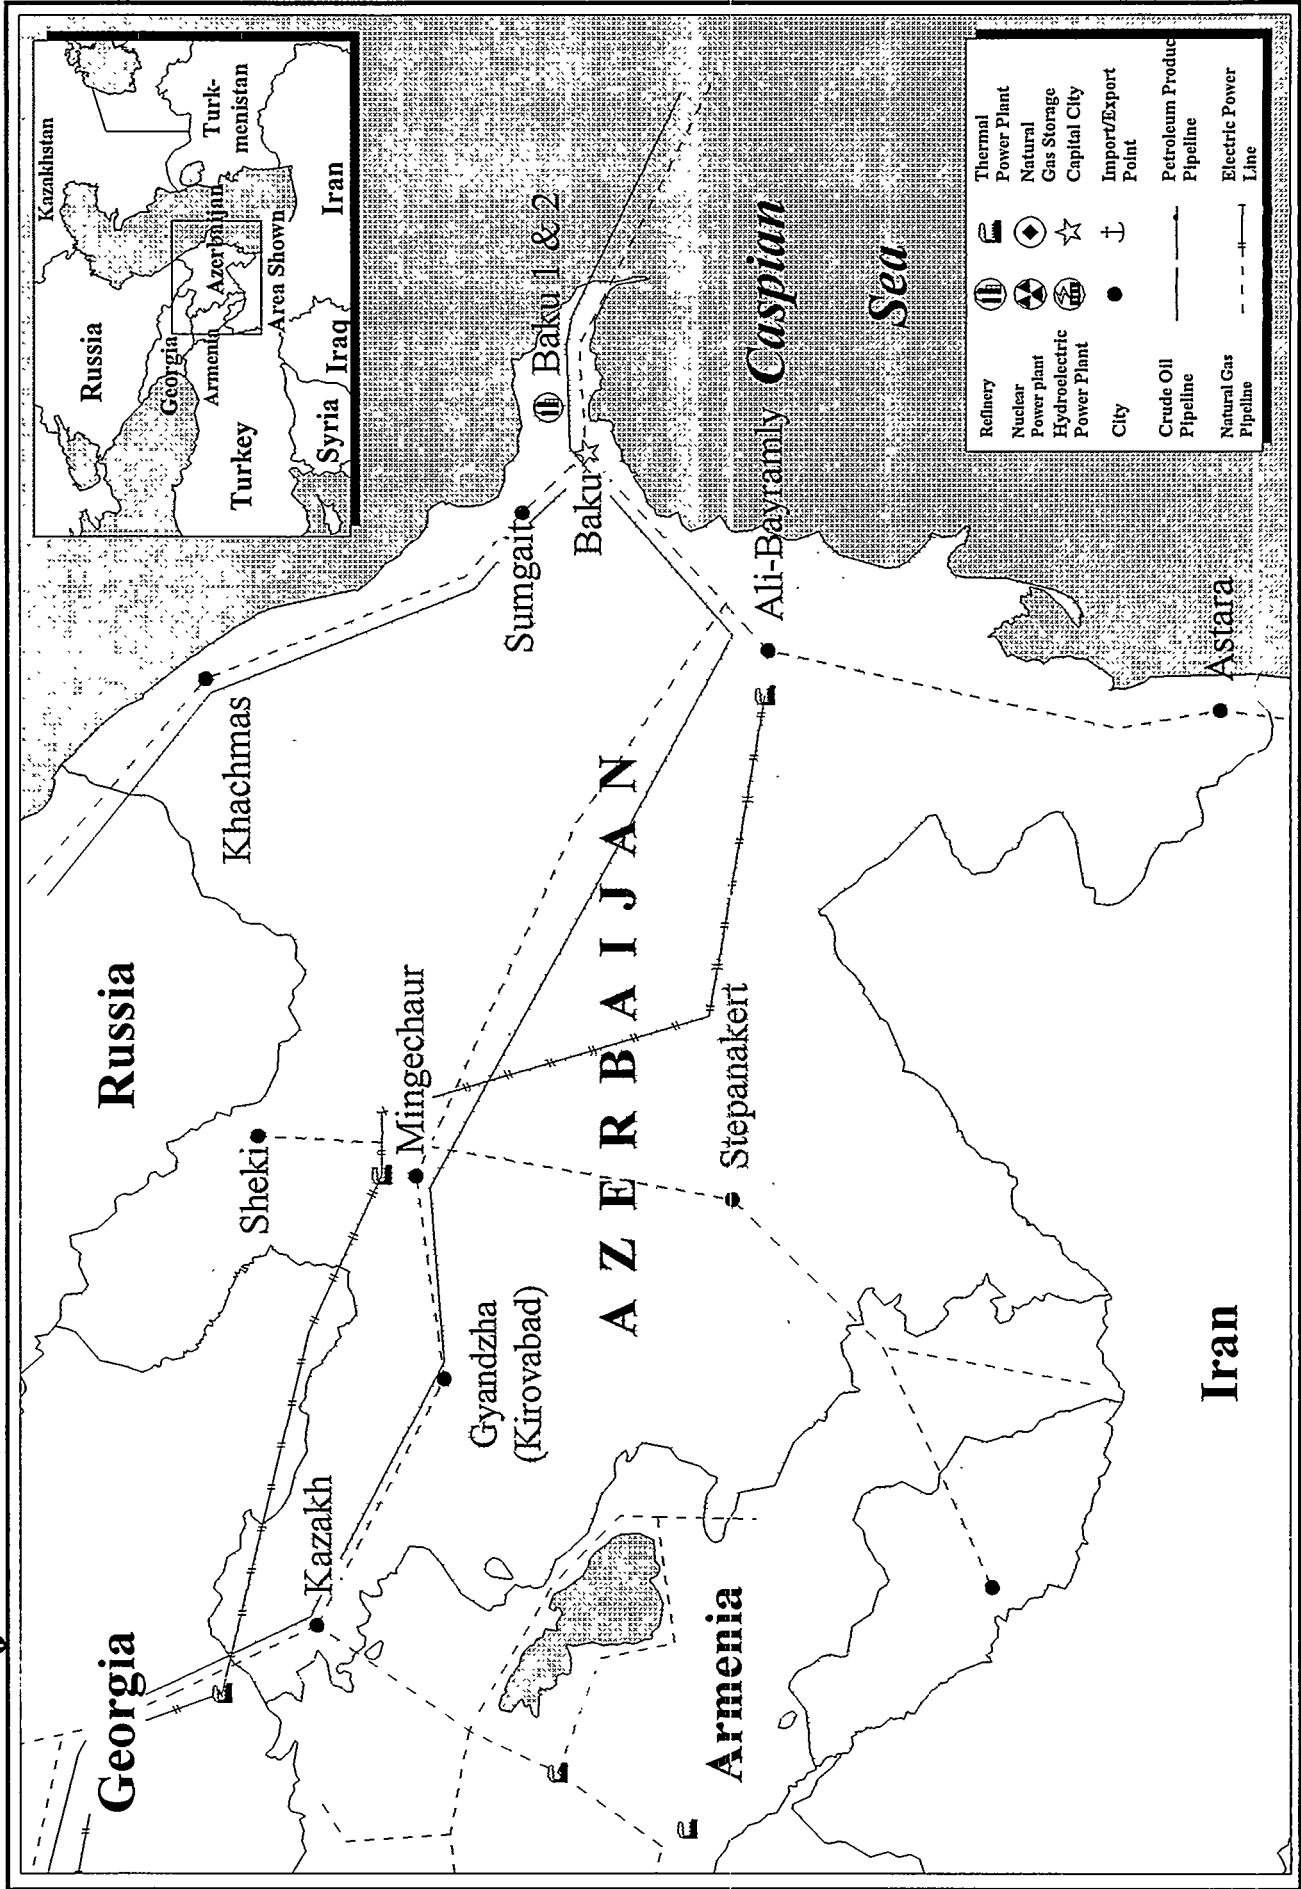 Russia
Georgia
Armenia
Iran
A Z E R B A I J A N
Caspian
Sea
Khachmas
Sheki
Mingechaur
Kazakh
Gyandzha
(Kirovabad)
Stepanakert
Sumgait
Baku
Baku 1 & 2
Ali-Bayramly
Astara
Kazakhstan
Russia
Georgia
Armenia
Azerbaijan
Turk-
menistan
Turkey
Syria
Iraq
Iran
Area Shown
Refinery
Nuclear
Power plant
Hydroelectric
Power Plant
City
Crude Oil
Pipeline
Natural Gas
Pipeline
Thermal
Power Plant
Natural
Gas Storage
Capital City
Import/Export
Point
Petroleum Produc
Pipeline
Electric Power
Line